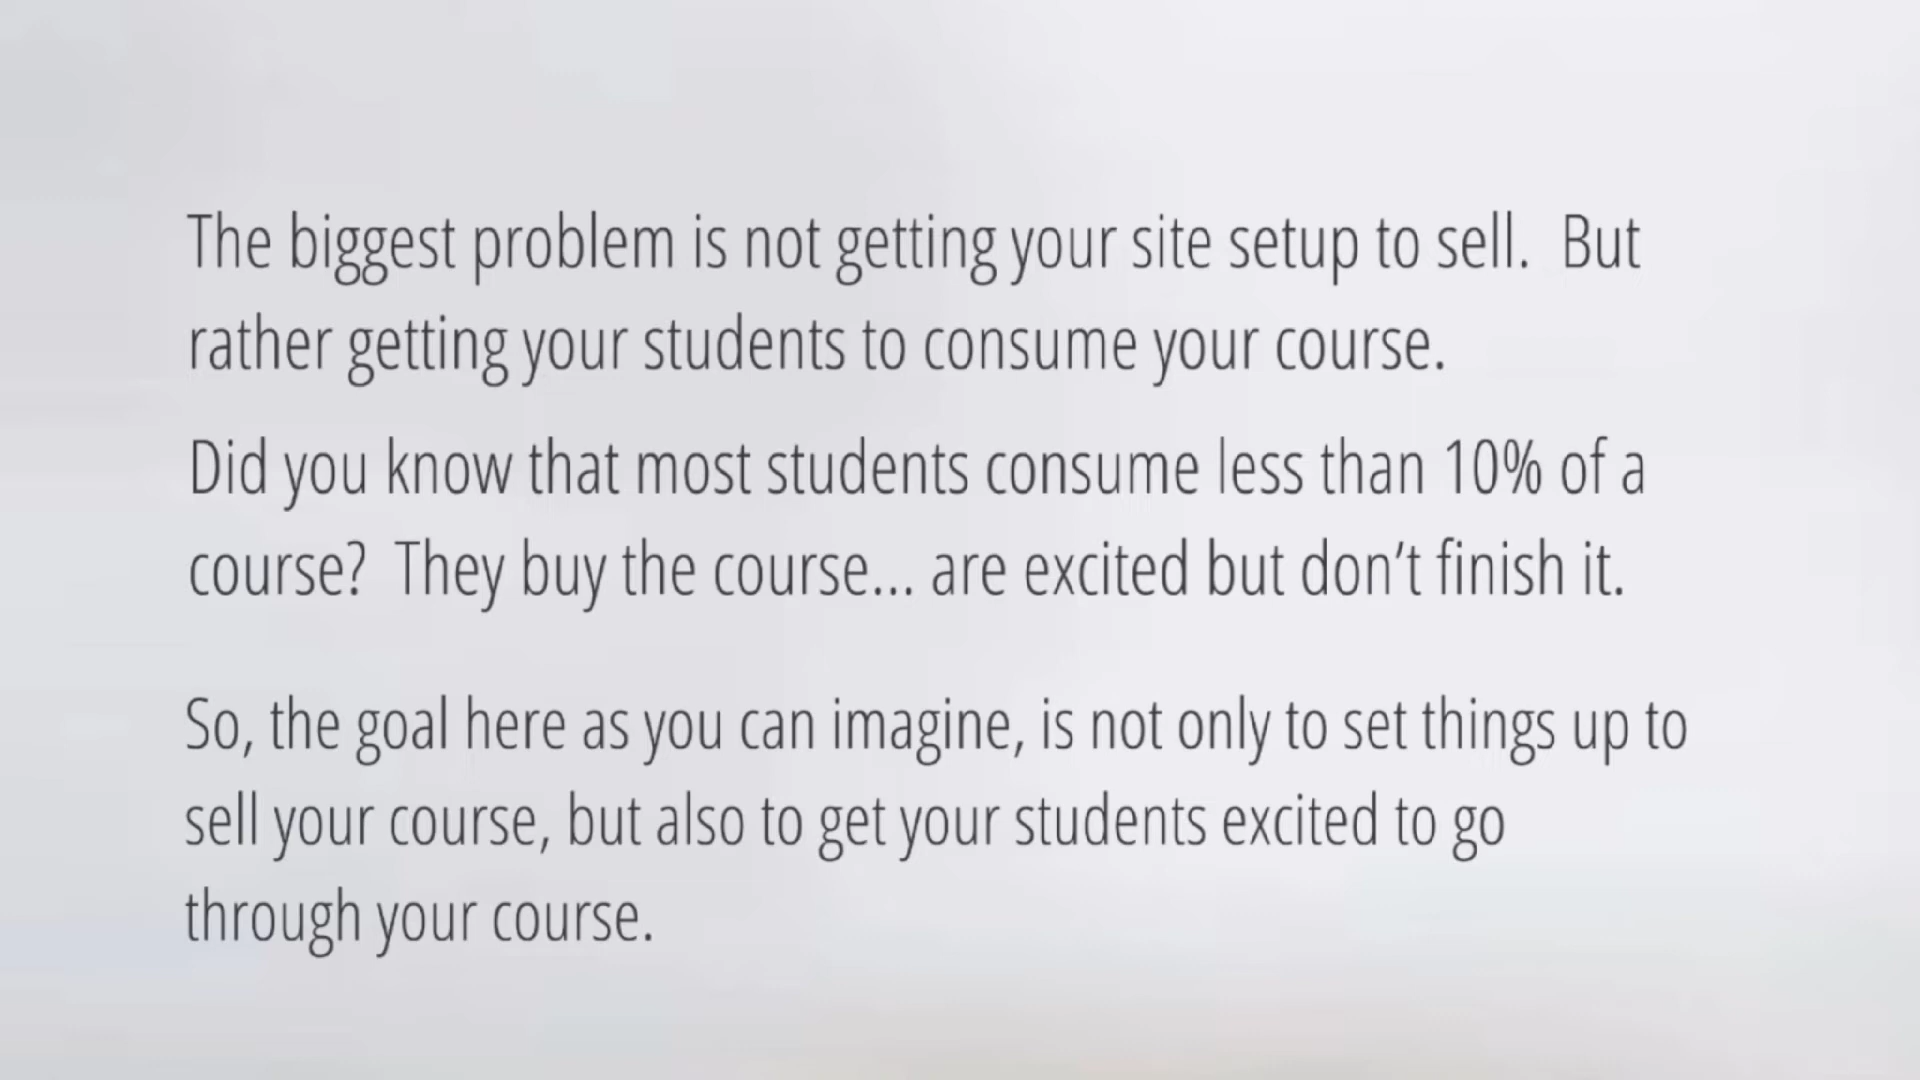 The biggest problem is not getting your site setup to sell.  But
rather getting your students to consume your course.
Did you know that most students consume less than 10% of a
course?  They buy the course... are excited but don’t finish it.
So, the goal here as you can imagine, is not only to set things up to
sell your course, but also to get your students excited to go
through your course.